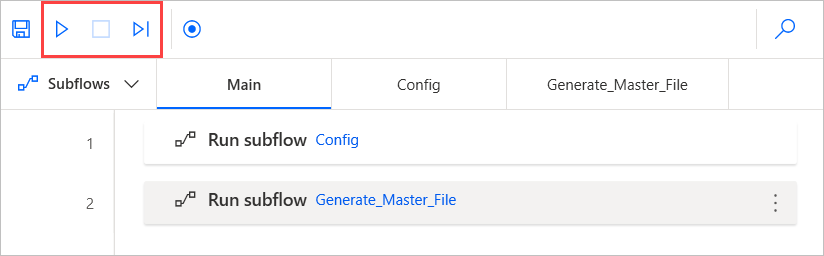 Subflows Main Config Generate_Master_File
1 Run subflow Config
2 Run subflow Generate_Master_File